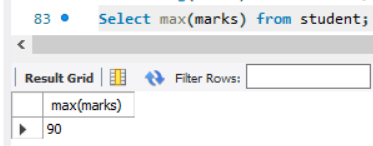 83 Select max(marks) from student;
Result Grid Filter Rows:
max(marks)
90